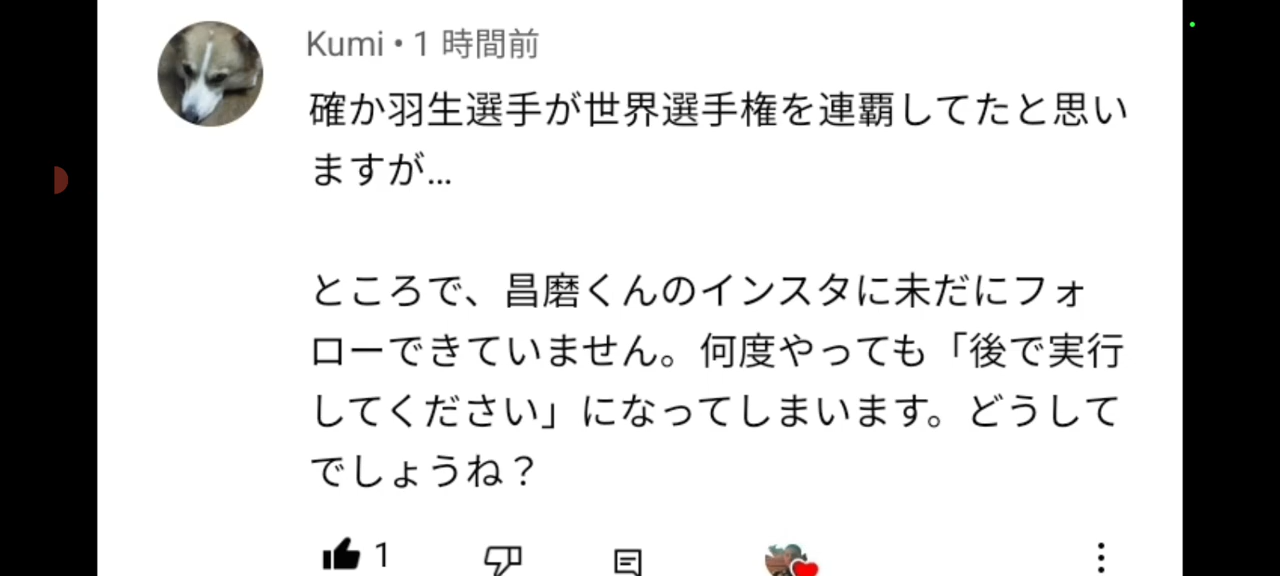 Kumi • 1 時間前
確か羽生選手が世界選手権を連覇してたと思い
ますが...
ところで、昌磨くんのインスタに未だにフォ
ローできていません。何度やっても「後で実行
してください」になってしまいます。どうして
でしょうね？
1